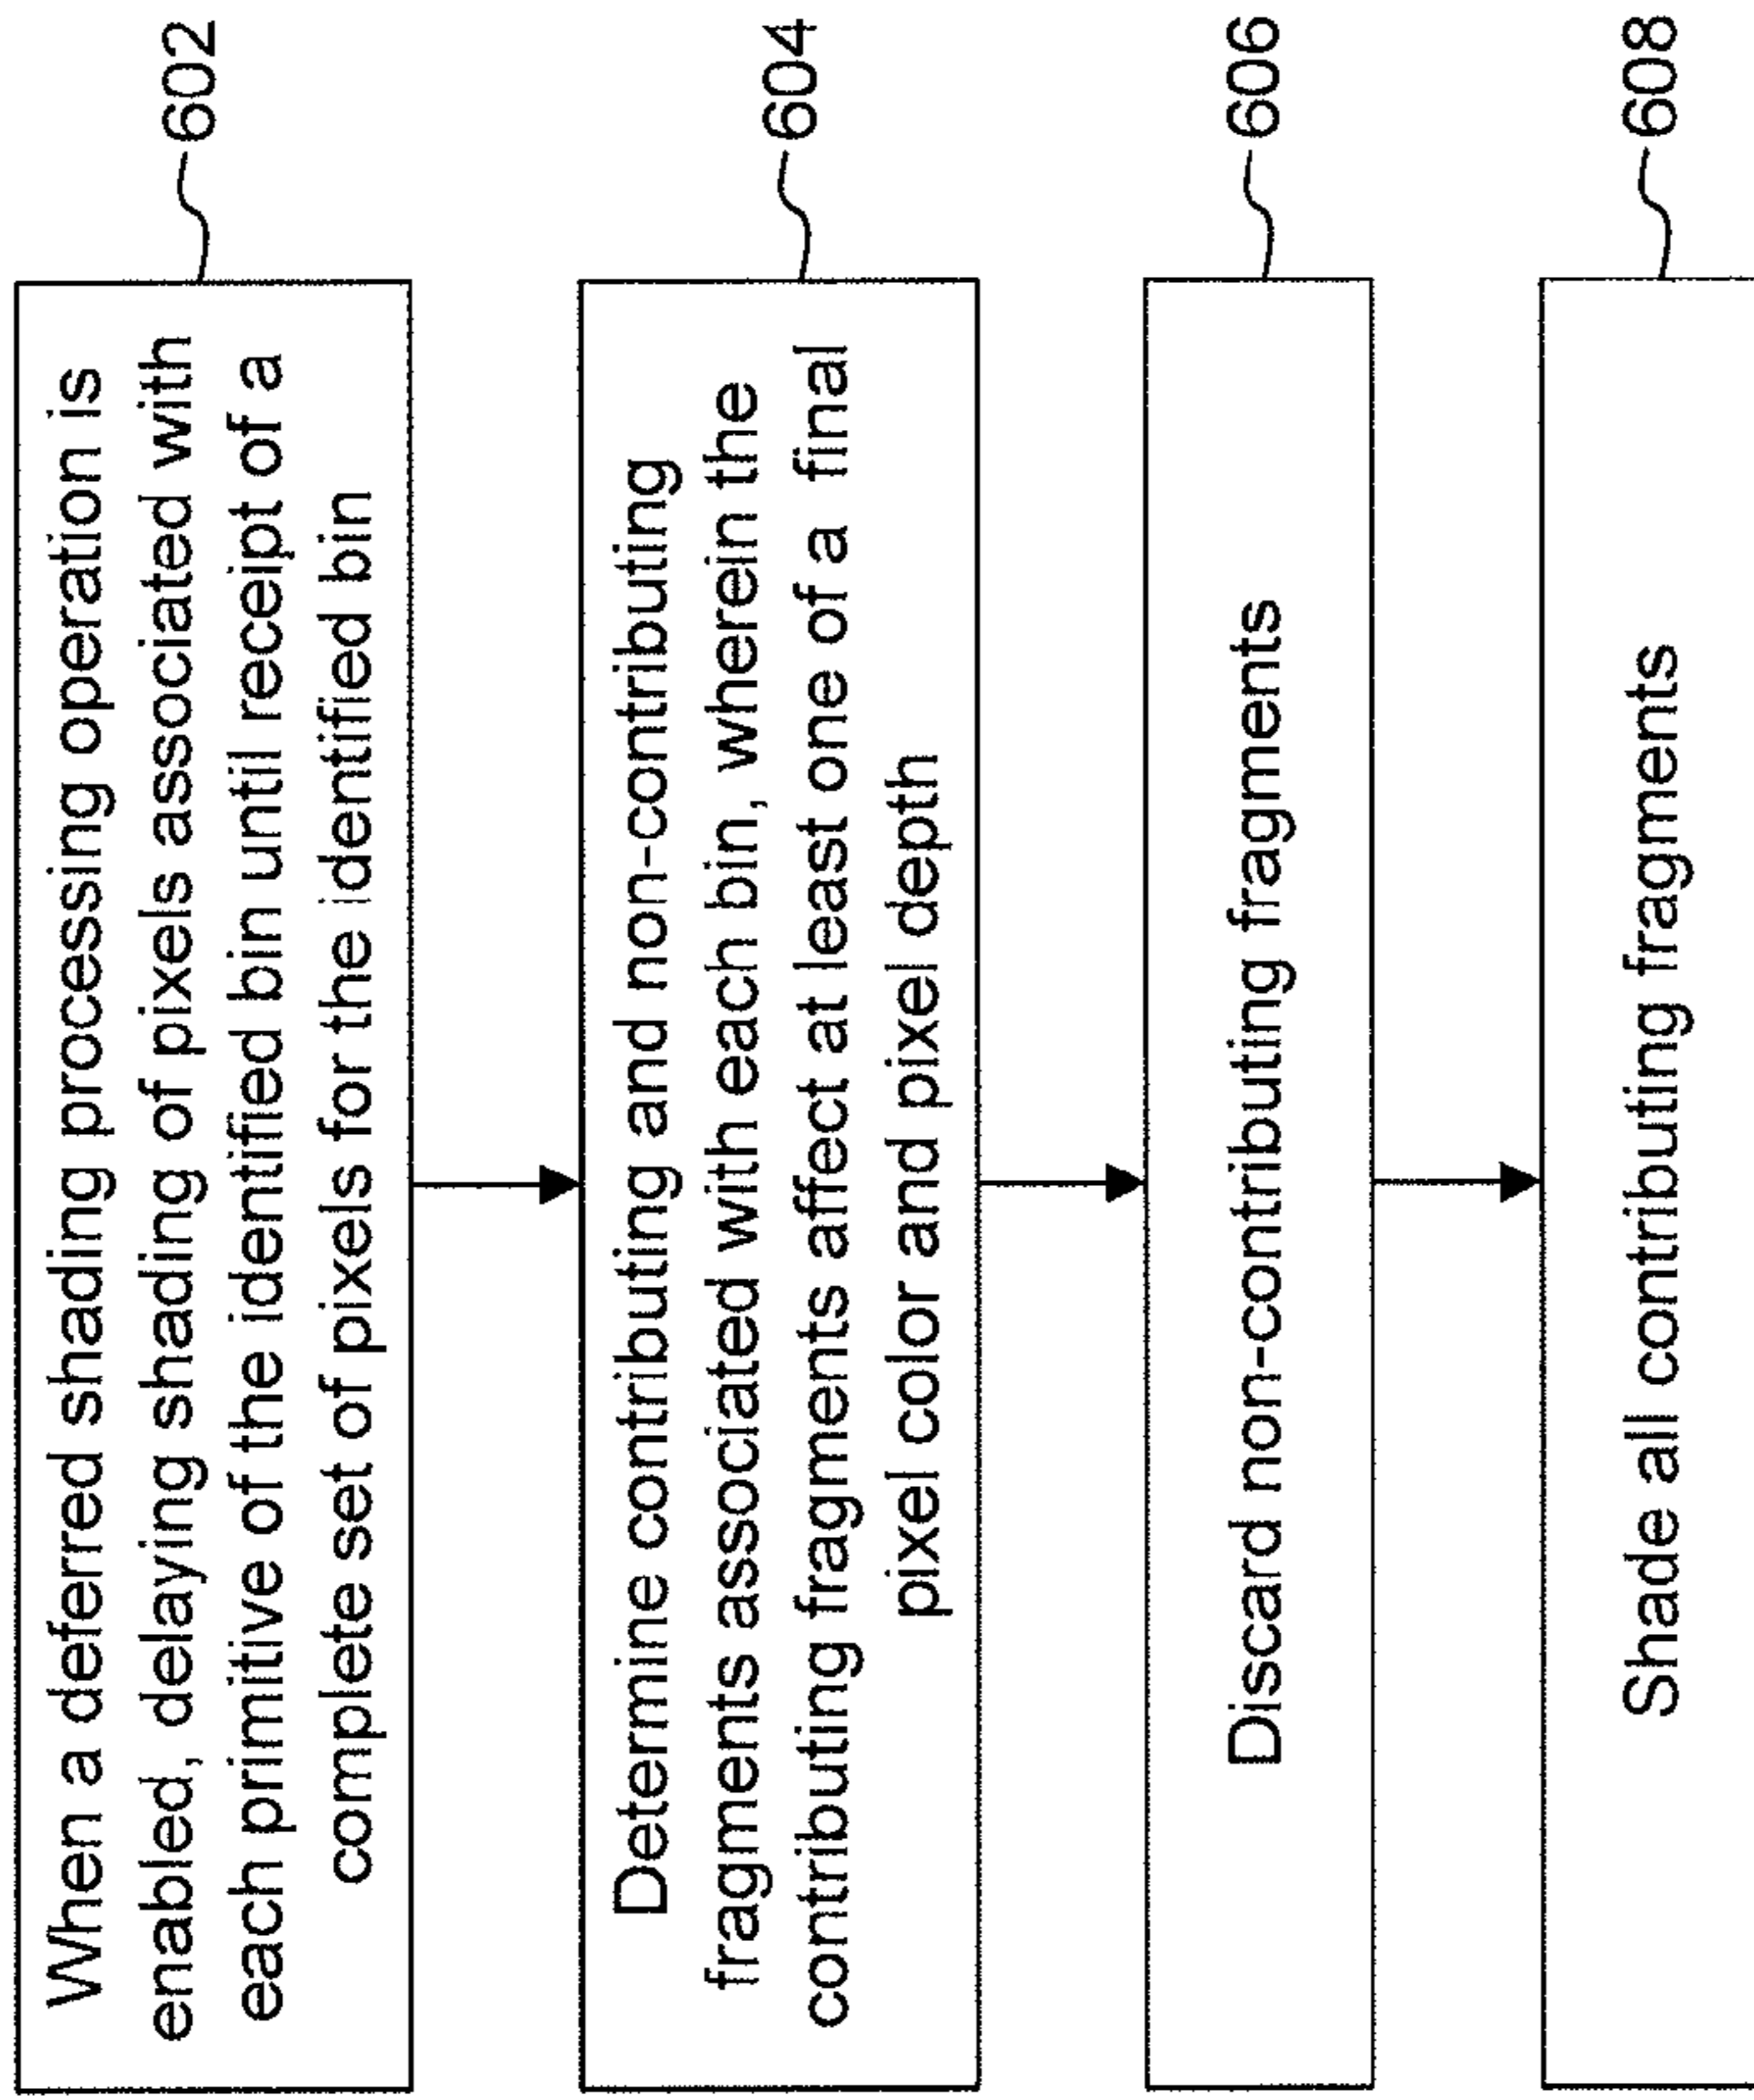 When a deferred shading processing operation is
enabled, delaying shading of pixels associated with
each primitive of the identified bin until receipt of a
complete set of pixels for the identified bin
602
Determine contributing and non-contributing
fragments associated with each bin, wherein the
contributing fragments affect at least one of a final
pixel color and pixel depth
604
Discard non-contributing fragments
606
Shade all contributing fragments
608